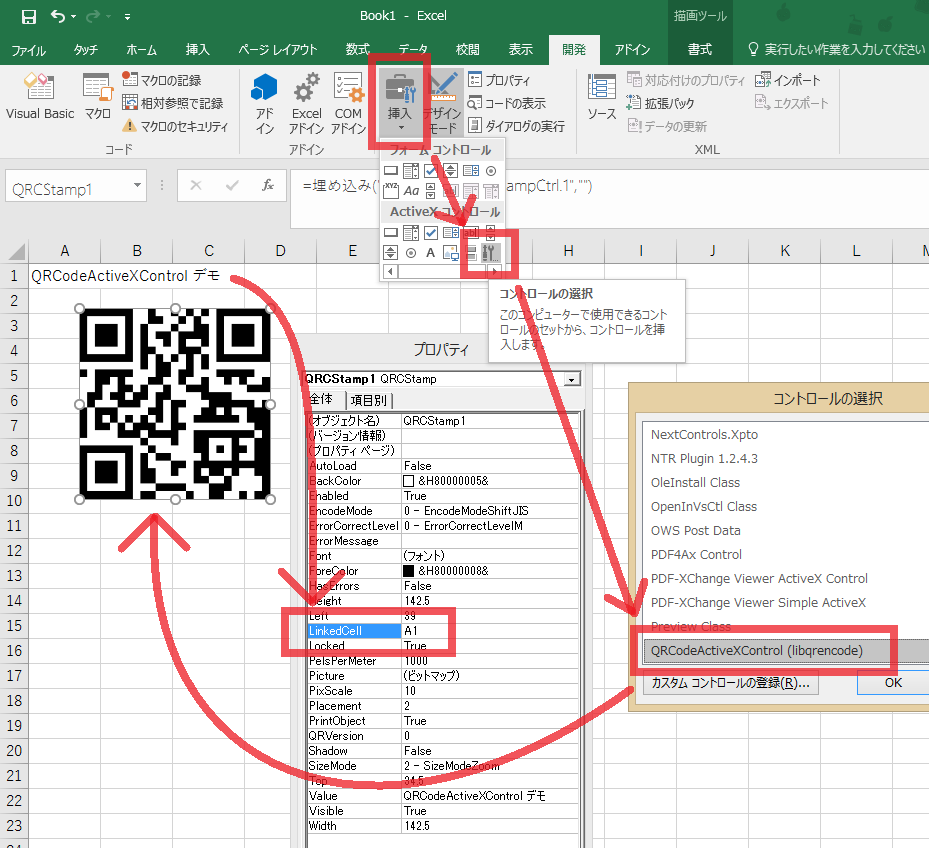 Book1 - Excel
描画ツール
ファイル
タッチ
ホーム
挿入
ページ レイアウト
数式
データ
校閲
表示
開発
アドイン
書式
実行したい作業を入力してください
Visual Basic
マクロ
マクロの記録
相対参照で記録
マクロのセキュリティ
コード
アド
イン
Excel
アドイン
COM
アドイン
アドイン
挿入
デザイン
モード
プロパティ
コードの表示
ダイアログの実行
ソース
対応付けのプロパティ
拡張パック
データの更新
インポート
エクスポート
XML
フォーム コントロール
Aa
ActiveX コントロール
A
QRCStamp1
fx
=埋め込み("
ampCtrl.1","")
A B C D E H I J K L M
1 QRCodeActiveXControl デモ
2
3
4
5
6
7
8
9
10
11
12
13
14
15
16
17
18
19
20
21
22
23
24
コントロールの選択
このコンピューターで使用できるコント
ロールのセットから、コントロールを挿
入します。
プロパティ
QRCStamp1 QRCStamp
全体 項目別
(オブジェクト名) QRCStamp1
(バージョン情報)
(プロパティ ページ)
AutoLoad False
BackColor &H80000005&
Enabled True
EncodeMode 0 - EncodeModeShiftJIS
ErrorCorrectLevel 0 - ErrorCorrectLevelM
ErrorMessage
Font (フォント)
ForeColor &H80000008&
HasErrors False
Height 142.5
Left 39
LinkedCell A1
Locked True
PelsPerMeter 1000
Picture (ビットマップ)
PixScale 10
Placement 2
PrintObject True
QRVersion 0
Shadow False
SizeMode 2 - SizeModeZoom
Top 34.5
Value QRCodeActiveXControl デモ
Visible True
Width 142.5
コントロールの選択
NextControls.Xpto
NTR Plugin 1.2.4.3
OleInstall Class
OpenInVsCtl Class
OWS Post Data
PDF4Ax Control
PDF-XChange Viewer ActiveX Control
PDF-XChange Viewer Simple ActiveX
Preview Class
QRCodeActiveXControl (libqrencode)
カスタム コントロールの登録(R)...
OK